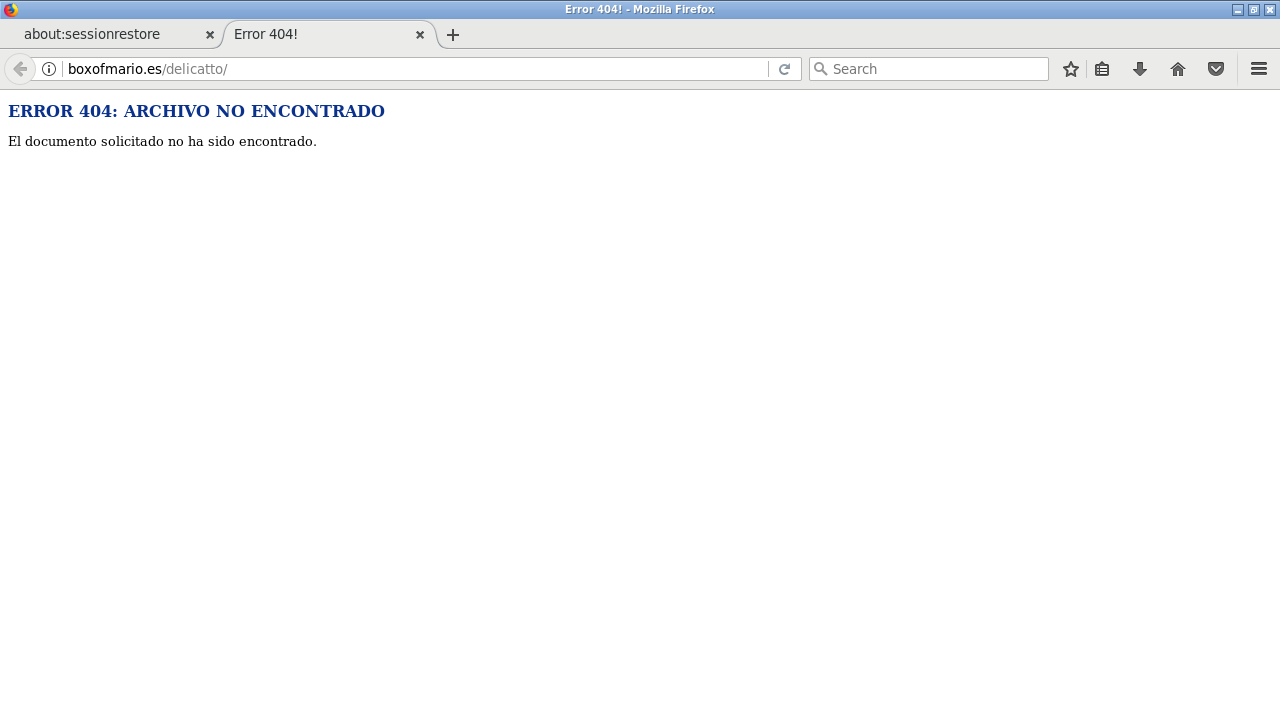 Error 404! - Mozilla Firefox
about:sessionrestore
Error 404!
boxofmario.es/delicatto/
Search
ERROR 404: ARCHIVO NO ENCONTRADO
El documento solicitado no ha sido encontrado.